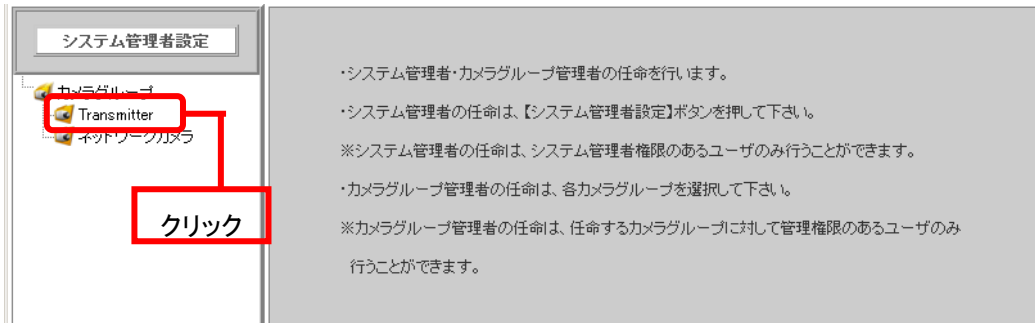 システム管理者設定
カメラグループ
Transmitter
ネットワークカメラ
クリック
・システム管理者・カメラグループ管理者の任命を行います。
・システム管理者の任命は、【システム管理者設定】ボタンを押して下さい。
※システム管理者の任命は、システム管理者権限のあるユーザのみ行うことができます。
・カメラグループ管理者の任命は、各カメラグループを選択して下さい。
※カメラグループ管理者の任命は、任命するカメラグループに対して管理権限のあるユーザのみ
行うことができます。